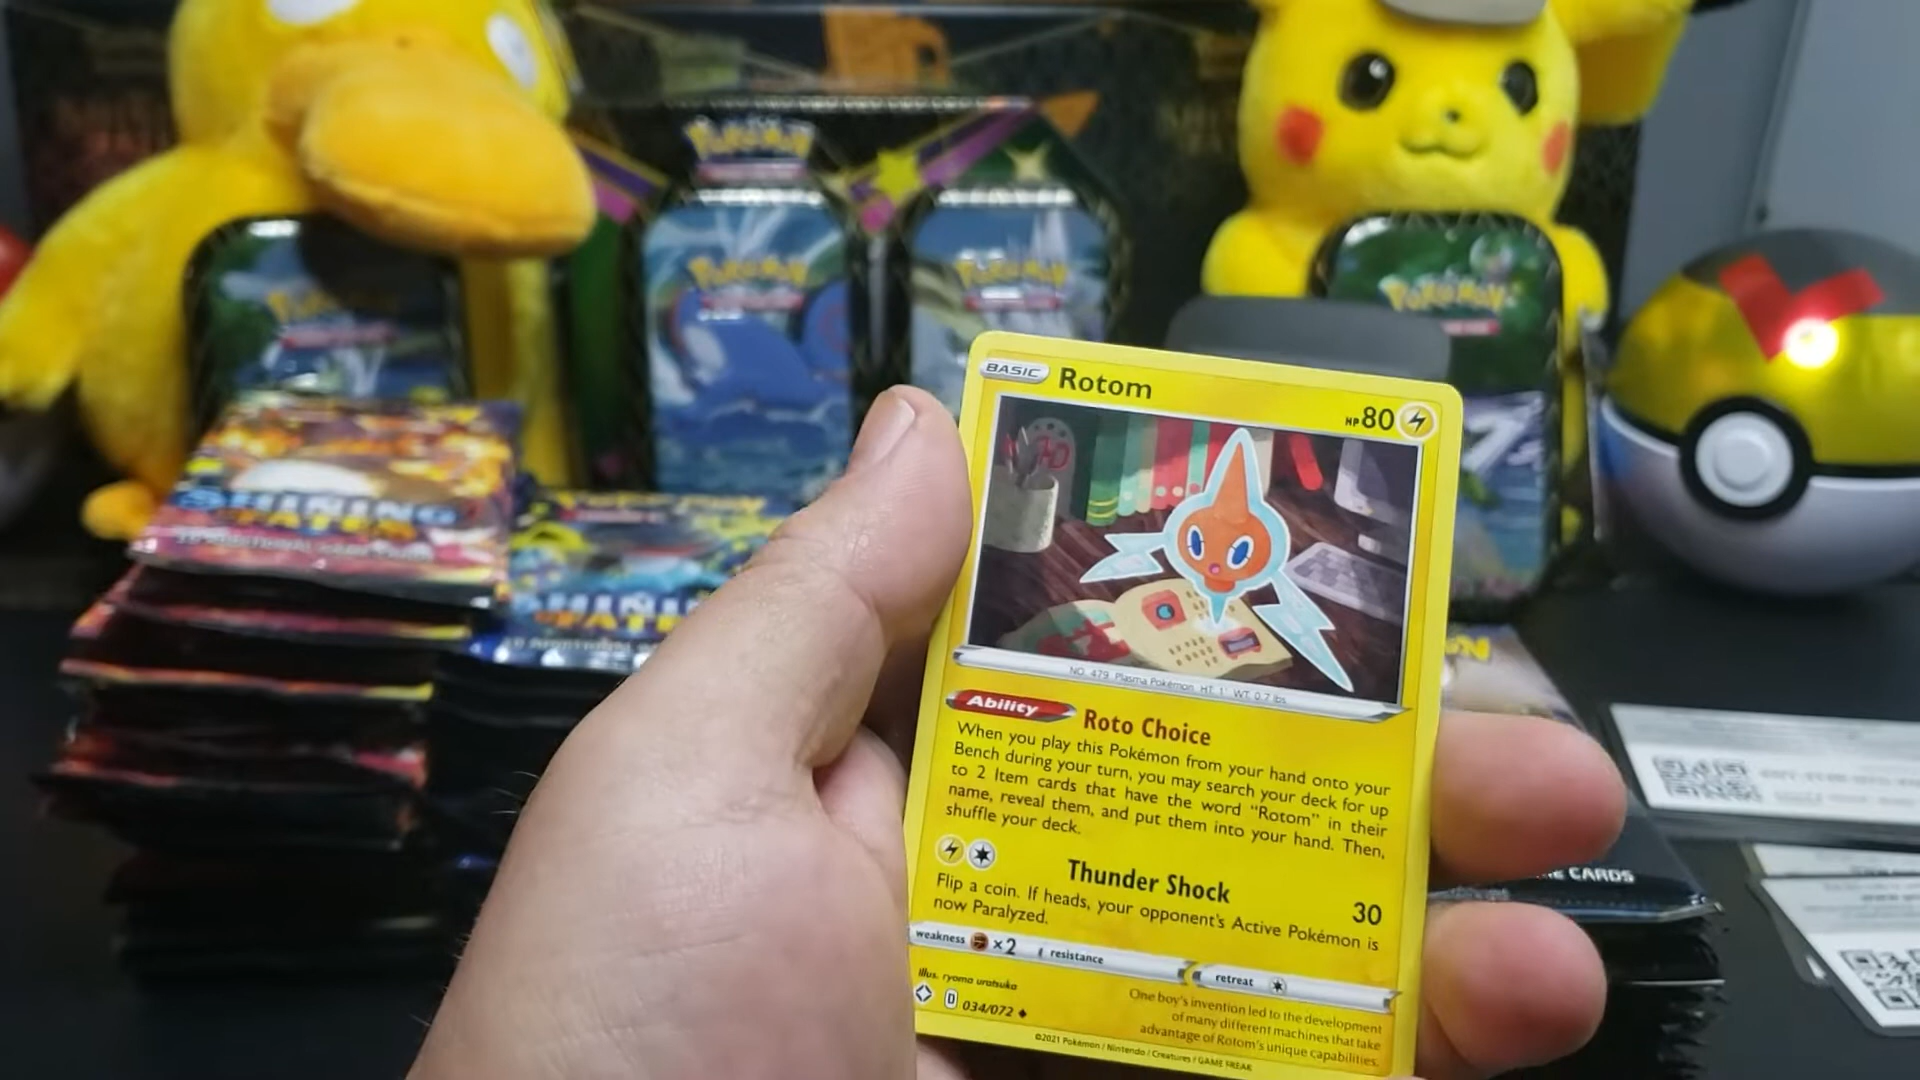 Pokémon
Pokémon
Pokémon
Pokémon
SHINING
FATES
SHINING
FATES
BASIC Rotom
HP 80
NO. 479 Plasma Pokémon HT. 1' WT. 0.7 lbs
Ability Roto Choice
When you play this Pokémon from your hand onto your
Bench during your turn, you may search your deck for up
to 2 Item cards that have the word "Rotom" in their
name, reveal them, and put them into your hand. Then,
shuffle your deck.
Thunder Shock 30
Flip a coin. If heads, your opponent's Active Pokémon is
now Paralyzed.
weakness ×2 resistance retreat
Illus. ryoma uratsuka
D 034/072
One boy's invention led to the development
of many different machines that take
advantage of Rotom's unique capabilities.
©2021 Pokémon / Nintendo / Creatures / GAME FREAK
CARDS